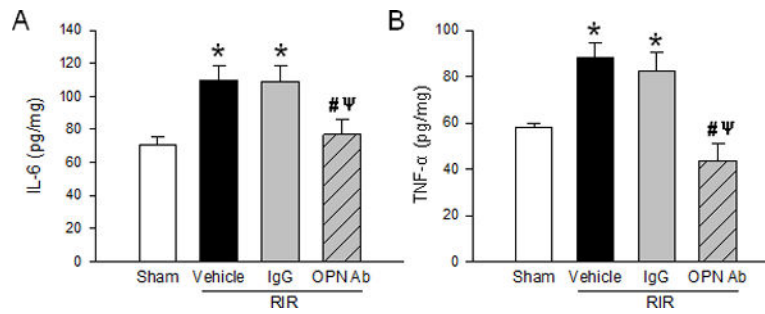 A
IL-6 (pg/mg)
140
120
100
80
60
40
20
0
*
*
# Ψ
Sham Vehicle IgG OPN Ab
RIR
B
TNF-α (pg/mg)
100
80
60
40
20
0
*
*
# Ψ
Sham Vehicle IgG OPN Ab
RIR